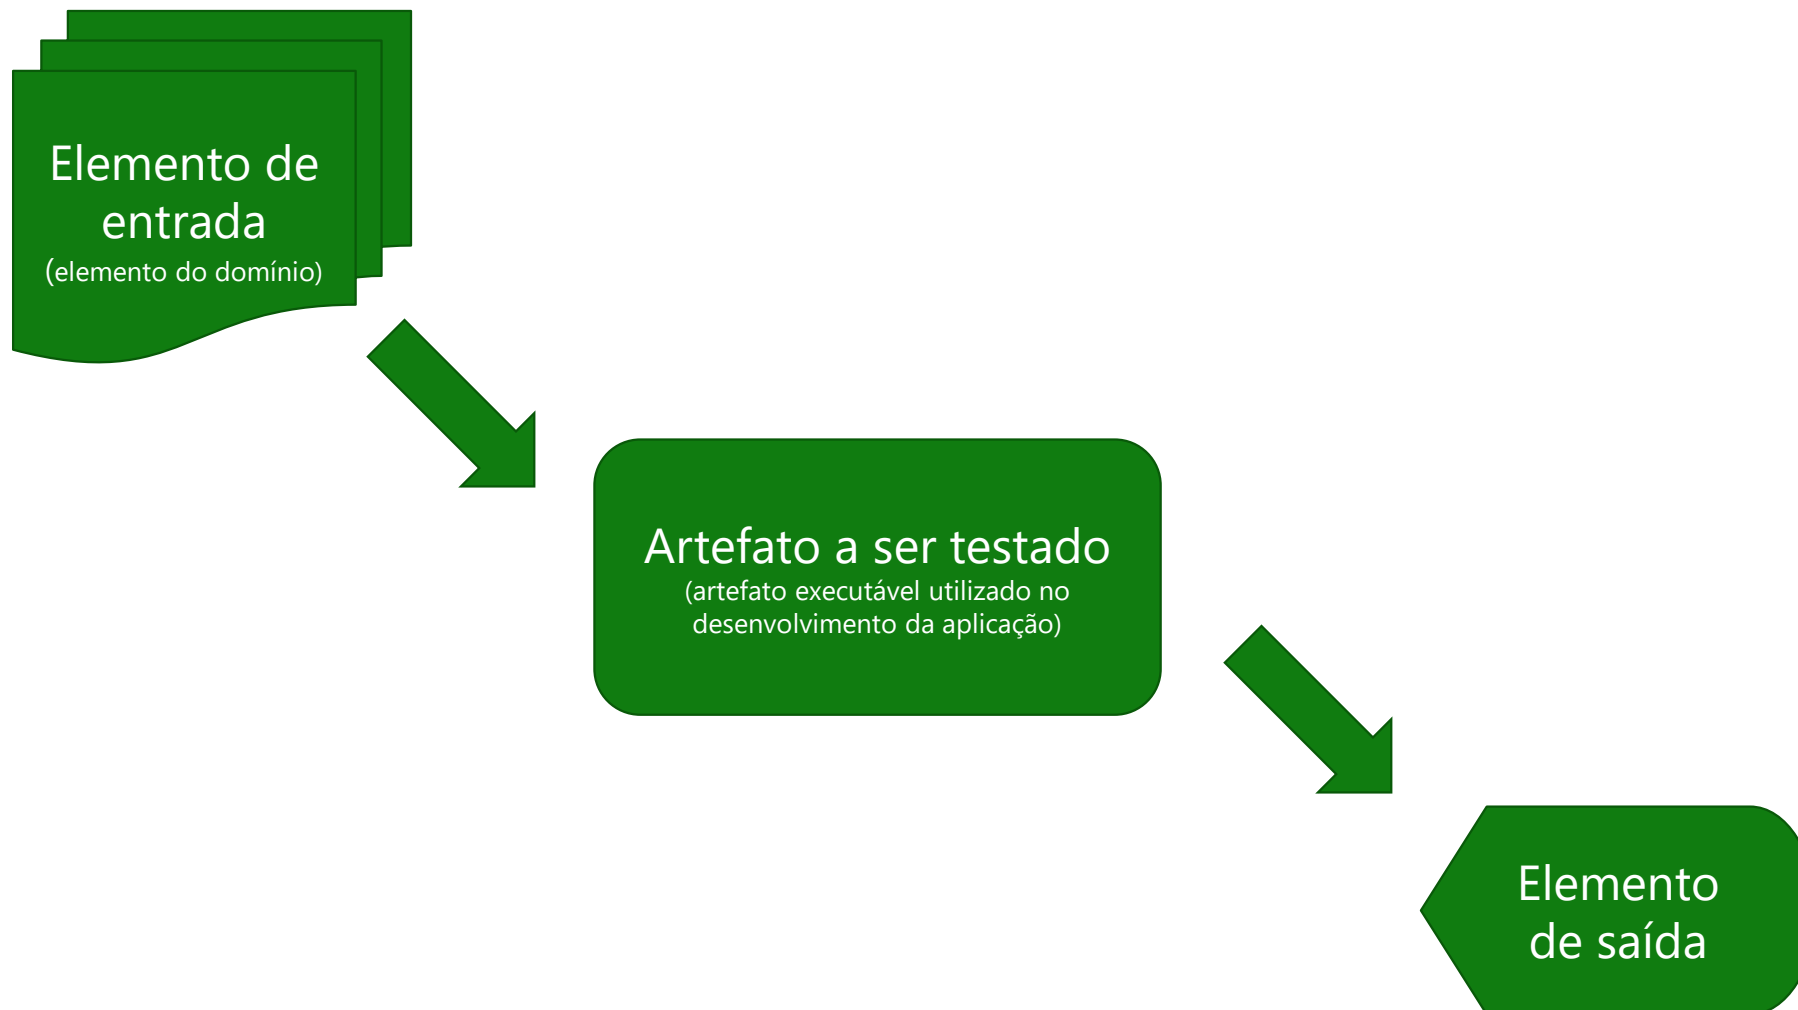 Elemento de
entrada
(elemento do domínio)
Artefato a ser testado
(artefato executável utilizado no
desenvolvimento da aplicação)
Elemento
de saída